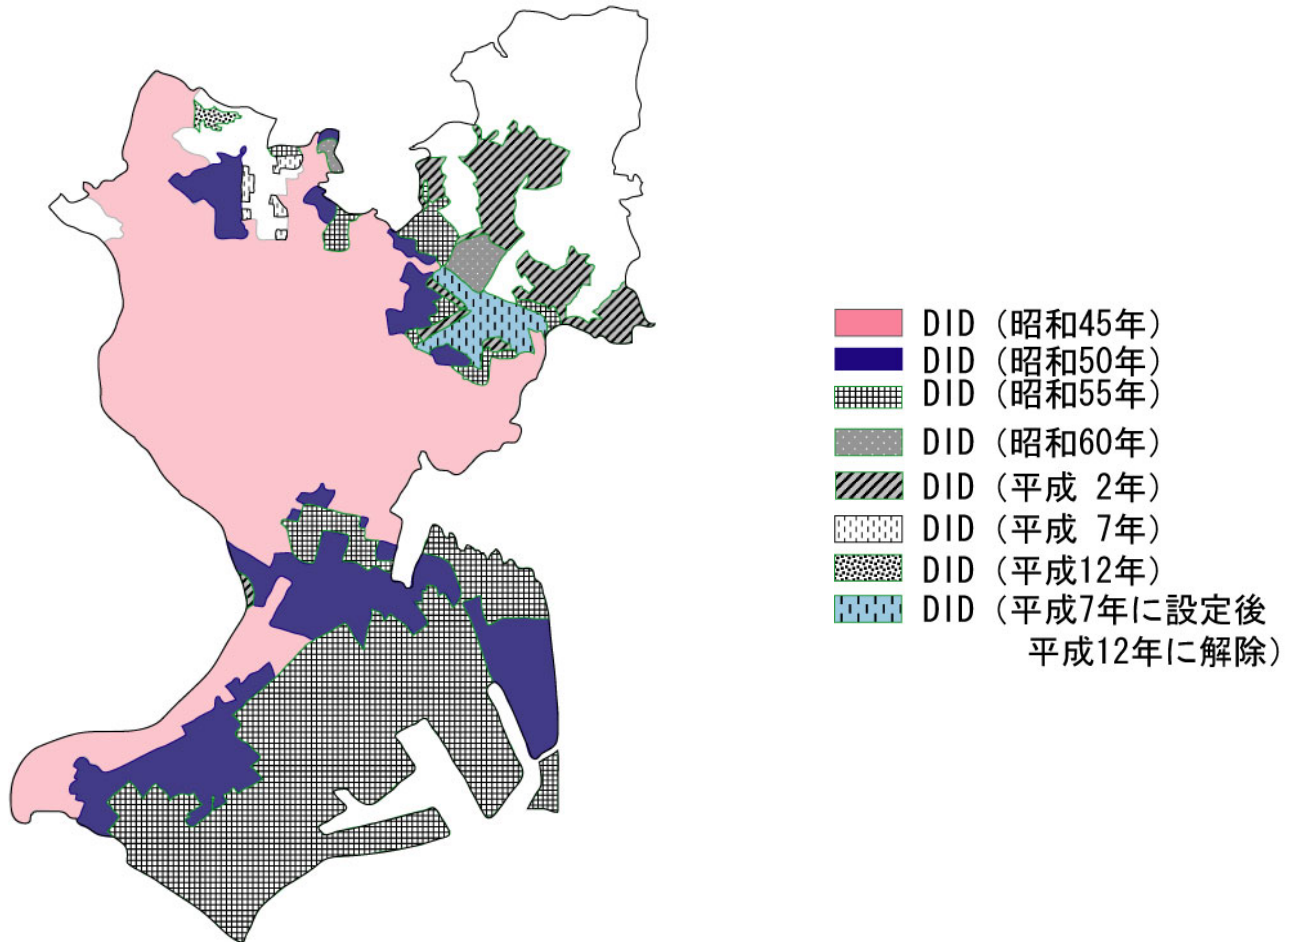 DID（昭和45年）
DID（昭和50年）
DID（昭和55年）
DID（昭和60年）
DID（平成 2年）
DID（平成 7年）
DID（平成12年）
DID（平成7年に設定後
平成12年に解除）